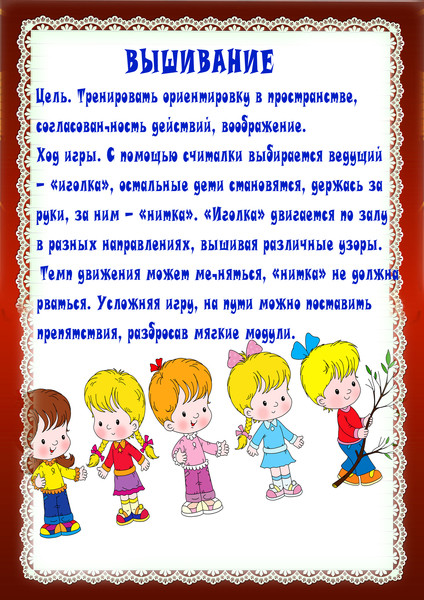 ВЫШИВАНИЕ
Цель. Тренировать ориентировку в пространстве,
согласован¬ность действий, воображение.
Ход игры. С помощью считалки выбирается ведущий
– «иголка», остальные дети становятся, держась за
руки, за ним – «нитка». «Иголка» двигается по залу
в разных направлениях, вышивая различные узоры.
Темп движения может ме¬няться, «нитка» не должна
рваться. Усложняя игру, на пути можно поставить
препятствия, разбросав мягкие модули.